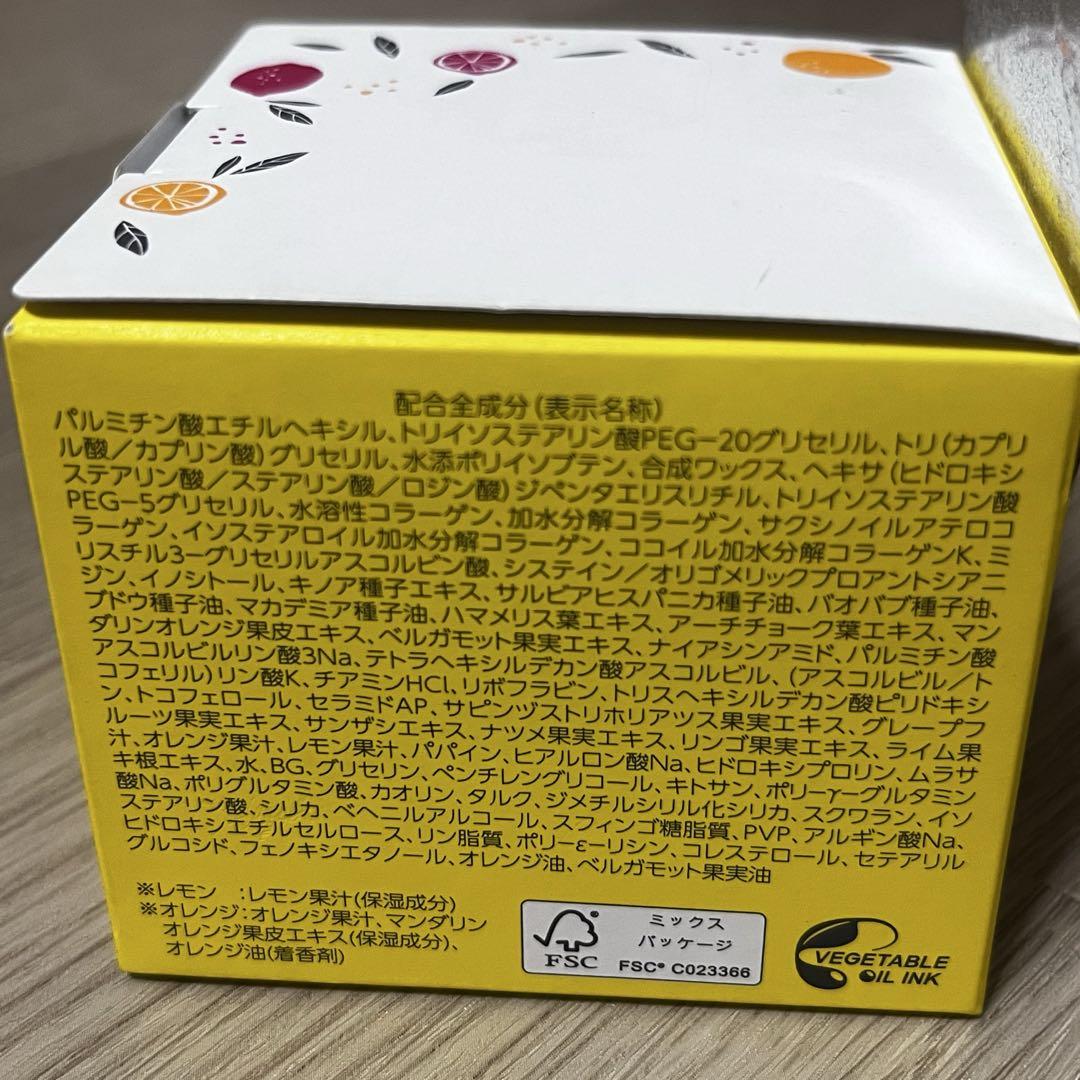 配合全成分(表示名称)
パルミチン酸エチルヘキシル、トリイソステアリン酸PEG-20グリセリル、トリ(カプリ
ル酸/カプリン酸)グリセリル、水添ポリイソブテン、合成ワックス、ヘキサ(ヒドロキシ
ステアリン酸/ステアリン酸/ロジン酸)ジペンタエリスリチル、トリイソステアリン酸
PEG-5グリセリル、水溶性コラーゲン、加水分解コラーゲン、サクシノイルアテロコ
ラーゲン、イソステアロイル加水分解コラーゲン、ココイル加水分解コラーゲンK、ミ
リスチル3-グリセリルアスコルビン酸、システイン/オリゴメリックプロアントシアニ
ジン、イノシトール、キノア種子エキス、サルビアヒスパニカ種子油、バオバブ種子油、
ブドウ種子油、マカデミア種子油、ハマメリス葉エキス、アーチチョーク葉エキス、マン
ダリンオレンジ果皮エキス、ベルガモット果実エキス、ナイアシンアミド、パルミチン酸
アスコルビルリン酸3Na、テトラヘキシルデカン酸アスコルビル、(アスコルビル/ト
コフェリル)リン酸K、チアミンHCl、リボフラビン、トリスヘキシルデカン酸ピリドキシ
ン、トコフェロール、セラミドAP、サピンヅストリホリアツス果実エキス、グレープフ
ルーツ果実エキス、サンザシエキス、ナツメ果実エキス、リンゴ果実エキス、ライム果
汁、オレンジ果汁、レモン果汁、パパイン、ヒアルロン酸Na、ヒドロキシプロリン、ムラサ
キ根エキス、水、BG、グリセリン、ペンチレングリコール、キトサン、ポリ-γ-グルタミン
酸Na、ポリグルタミン酸、カオリン、タルク、ジメチルシリル化シリカ、スクワラン、イソ
ステアリン酸、シリカ、ベヘニルアルコール、スフィンゴ糖脂質、PVP、アルギン酸Na、
ヒドロキシエチルセルロース、リン脂質、ポリ-ε-リシン、コレステロール、セテアリル
グルコシド、フェノキシエタノール、オレンジ油、ベルガモット果実油
※レモン :レモン果汁(保湿成分)
※オレンジ:オレンジ果汁、マンダリン
オレンジ果皮エキス(保湿成分)、
オレンジ油(着香剤)
FSC
ミックス
パッケージ
FSC® C023366
VEGETABLE
OIL INK